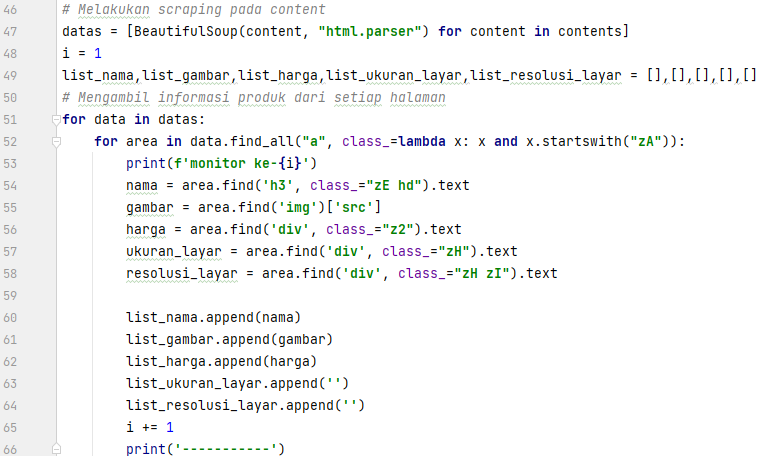 46 # Melakukan scraping pada content
47 datas = [BeautifulSoup(content, "html.parser") for content in contents]
48 i = 1
49 list_nama,list_gambar,list_harga,list_ukuran_layar,list_resolusi_layar = [],[],[],[],[]
50 # Mengambil informasi produk dari setiap halaman
51 for data in datas:
52     for area in data.find_all("a", class_=lambda x: x and x.startswith("zA")):
53         print(f'monitor ke-{i}')
54         nama = area.find('h3', class_="zE hd").text
55         gambar = area.find('img')['src']
56         harga = area.find('div', class_="z2").text
57         ukuran_layar = area.find('div', class_="zH").text
58         resolusi_layar = area.find('div', class_="zH zI").text
59
60         list_nama.append(nama)
61         list_gambar.append(gambar)
62         list_harga.append(harga)
63         list_ukuran_layar.append('')
64         list_resolusi_layar.append('')
65         i += 1
66         print('-----------')